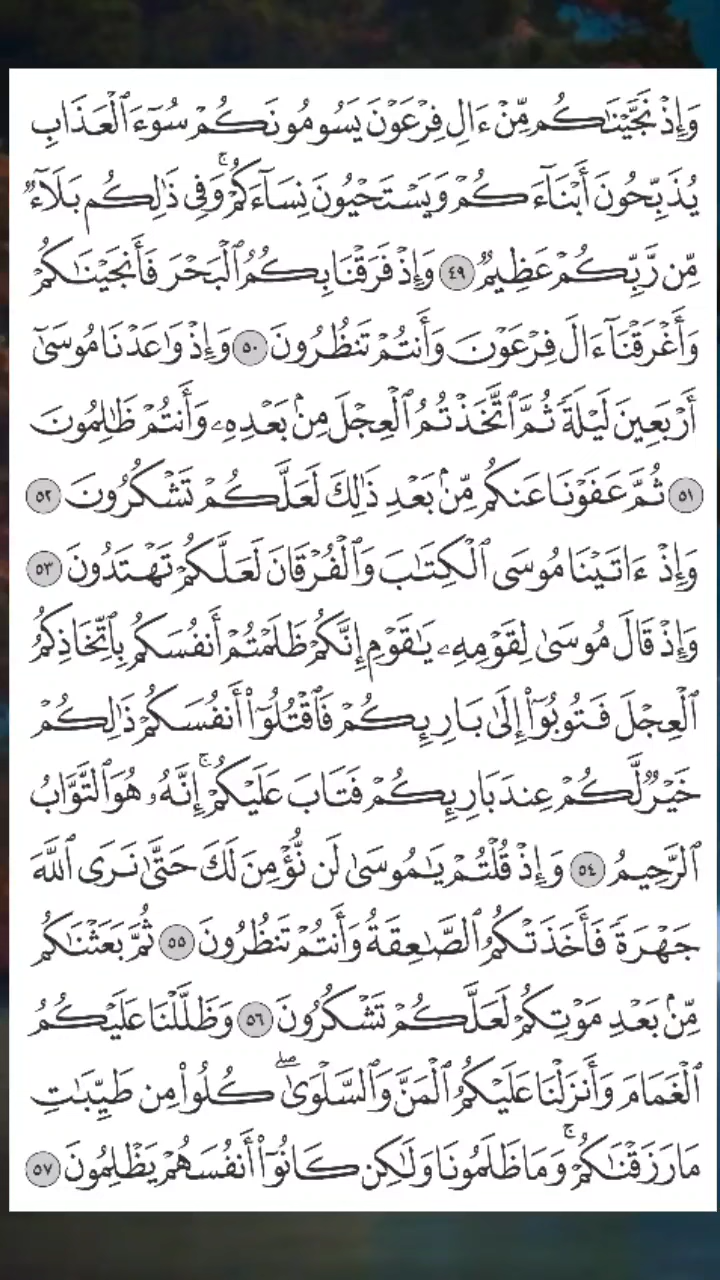 وَإِذْ نَجَّيْنَٰكُم مِّنْ ءَالِ فِرْعَوْنَ يَسُومُونَكُمْ سُوٓءَ ٱلْعَذَابِ
يُذَبِّحُونَ أَبْنَآءَكُمْ وَيَسْتَحْيُونَ نِسَآءَكُمْ ۚ وَفِى ذَٰلِكُم بَلَآءٌ
مِّن رَّبِّكُمْ عَظِيمٌ ٤٩ وَإِذْ فَرَقْنَا بِكُمُ ٱلْبَحْرَ فَأَنجَيْنَٰكُمْ
وَأَغْرَقْنَآ ءَالَ فِرْعَوْنَ وَأَنتُمْ تَنظُرُونَ ٥٠ وَإِذْ وَٰعَدْنَا مُوسَىٰٓ
أَرْبَعِينَ لَيْلَةً ثُمَّ ٱتَّخَذْتُمُ ٱلْعِجْلَ مِنۢ بَعْدِهِۦ وَأَنتُمْ ظَٰلِمُونَ
٥١ ثُمَّ عَفَوْنَا عَنكُم مِّنۢ بَعْدِ ذَٰلِكَ لَعَلَّكُمْ تَشْكُرُونَ ٥٢
وَإِذْ ءَاتَيْنَا مُوسَى ٱلْكِتَٰبَ وَٱلْفُرْقَانَ لَعَلَّكُمْ تَهْتَدُونَ ٥٣
وَإِذْ قَالَ مُوسَىٰ لِقَوْمِهِۦ يَٰقَوْمِ إِنَّكُمْ ظَلَمْتُمْ أَنفُسَكُم بِٱتِّخَاذِكُمُ
ٱلْعِجْلَ فَتُوبُوٓا۟ إِلَىٰ بَارِئِكُمْ فَٱقْتُلُوٓا۟ أَنفُسَكُمْ ذَٰلِكُمْ
خَيْرٌ لَّكُمْ عِندَ بَارِئِكُمْ فَتَابَ عَلَيْكُمْ ۚ إِنَّهُۥ هُوَ ٱلتَّوَّابُ
ٱلرَّحِيمُ ٥٤ وَإِذْ قُلْتُمْ يَٰمُوسَىٰ لَن نُّؤْمِنَ لَكَ حَتَّىٰ نَرَى ٱللَّهَ
جَهْرَةً فَأَخَذَتْكُمُ ٱلصَّٰعِقَةُ وَأَنتُمْ تَنظُرُونَ ٥٥ ثُمَّ بَعَثْنَٰكُم
مِّنۢ بَعْدِ مَوْتِكُمْ لَعَلَّكُمْ تَشْكُرُونَ ٥٦ وَظَلَّلْنَا عَلَيْكُمُ
ٱلْغَمَامَ وَأَنزَلْنَا عَلَيْكُمُ ٱلْمَنَّ وَٱلسَّلْوَىٰ ۖ كُلُوا۟ مِن طَيِّبَٰتِ
مَا رَزَقْنَٰكُمْ ۚ وَمَا ظَلَمُونَا وَلَٰكِن كَانُوٓا۟ أَنفُسَهُمْ يَظْلِمُونَ ٥٧